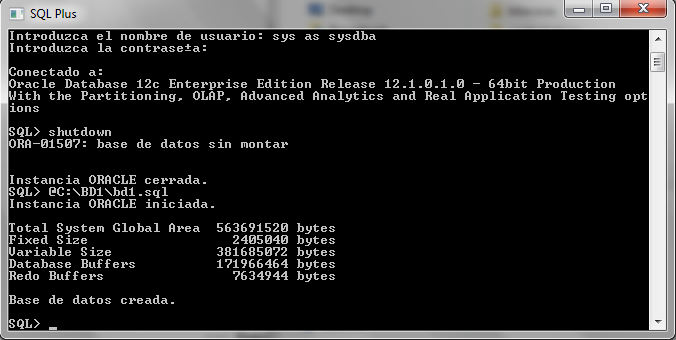 SQL Plus
Introduzca el nombre de usuario: sys as sysdba
Introduzca la contrase±a:
Conectado a:
Oracle Database 12c Enterprise Edition Release 12.1.0.1.0 - 64bit Production
With the Partitioning, OLAP, Advanced Analytics and Real Application Testing opt
ions
SQL> shutdown
ORA-01507: base de datos sin montar
Instancia ORACLE cerrada.
SQL> @C:\BD1\bd1.sql
Instancia ORACLE iniciada.
Total System Global Area  563691520 bytes
Fixed Size                  2405040 bytes
Variable Size             381685072 bytes
Database Buffers          171966464 bytes
Redo Buffers                7634944 bytes
Base de datos creada.
SQL> _